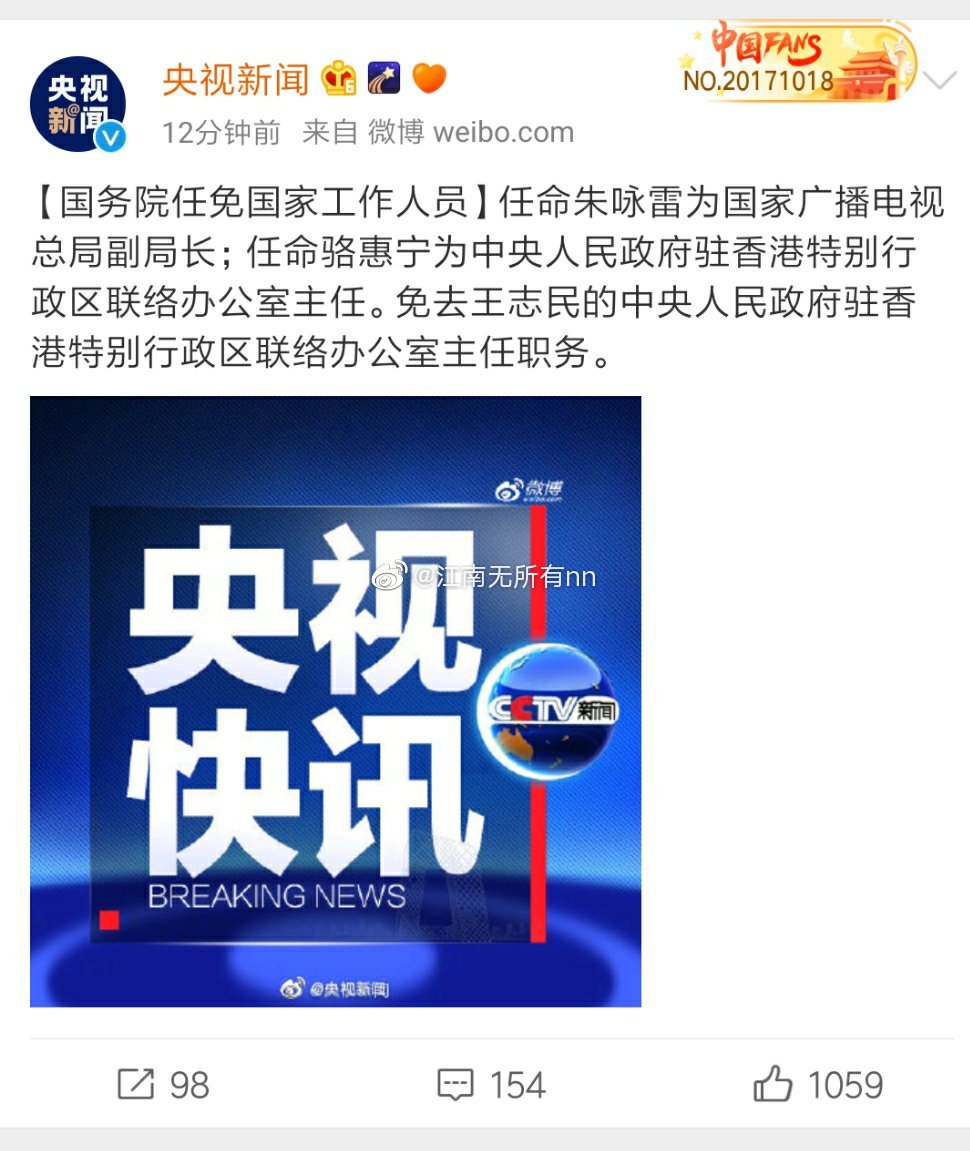 央视新闻
中国FANS
NO.20171018
央视
新@闻
12分钟前 来自 微博 weibo.com
【国务院任免国家工作人员】任命朱咏雷为国家广播电视
总局副局长；任命骆惠宁为中央人民政府驻香港特别行
政区联络办公室主任。免去王志民的中央人民政府驻香
港特别行政区联络办公室主任职务。
微博
weibo.com
央视
@江南无所有nn
CCTV新闻
快讯
BREAKING NEWS
@央视新闻
98
154
1059